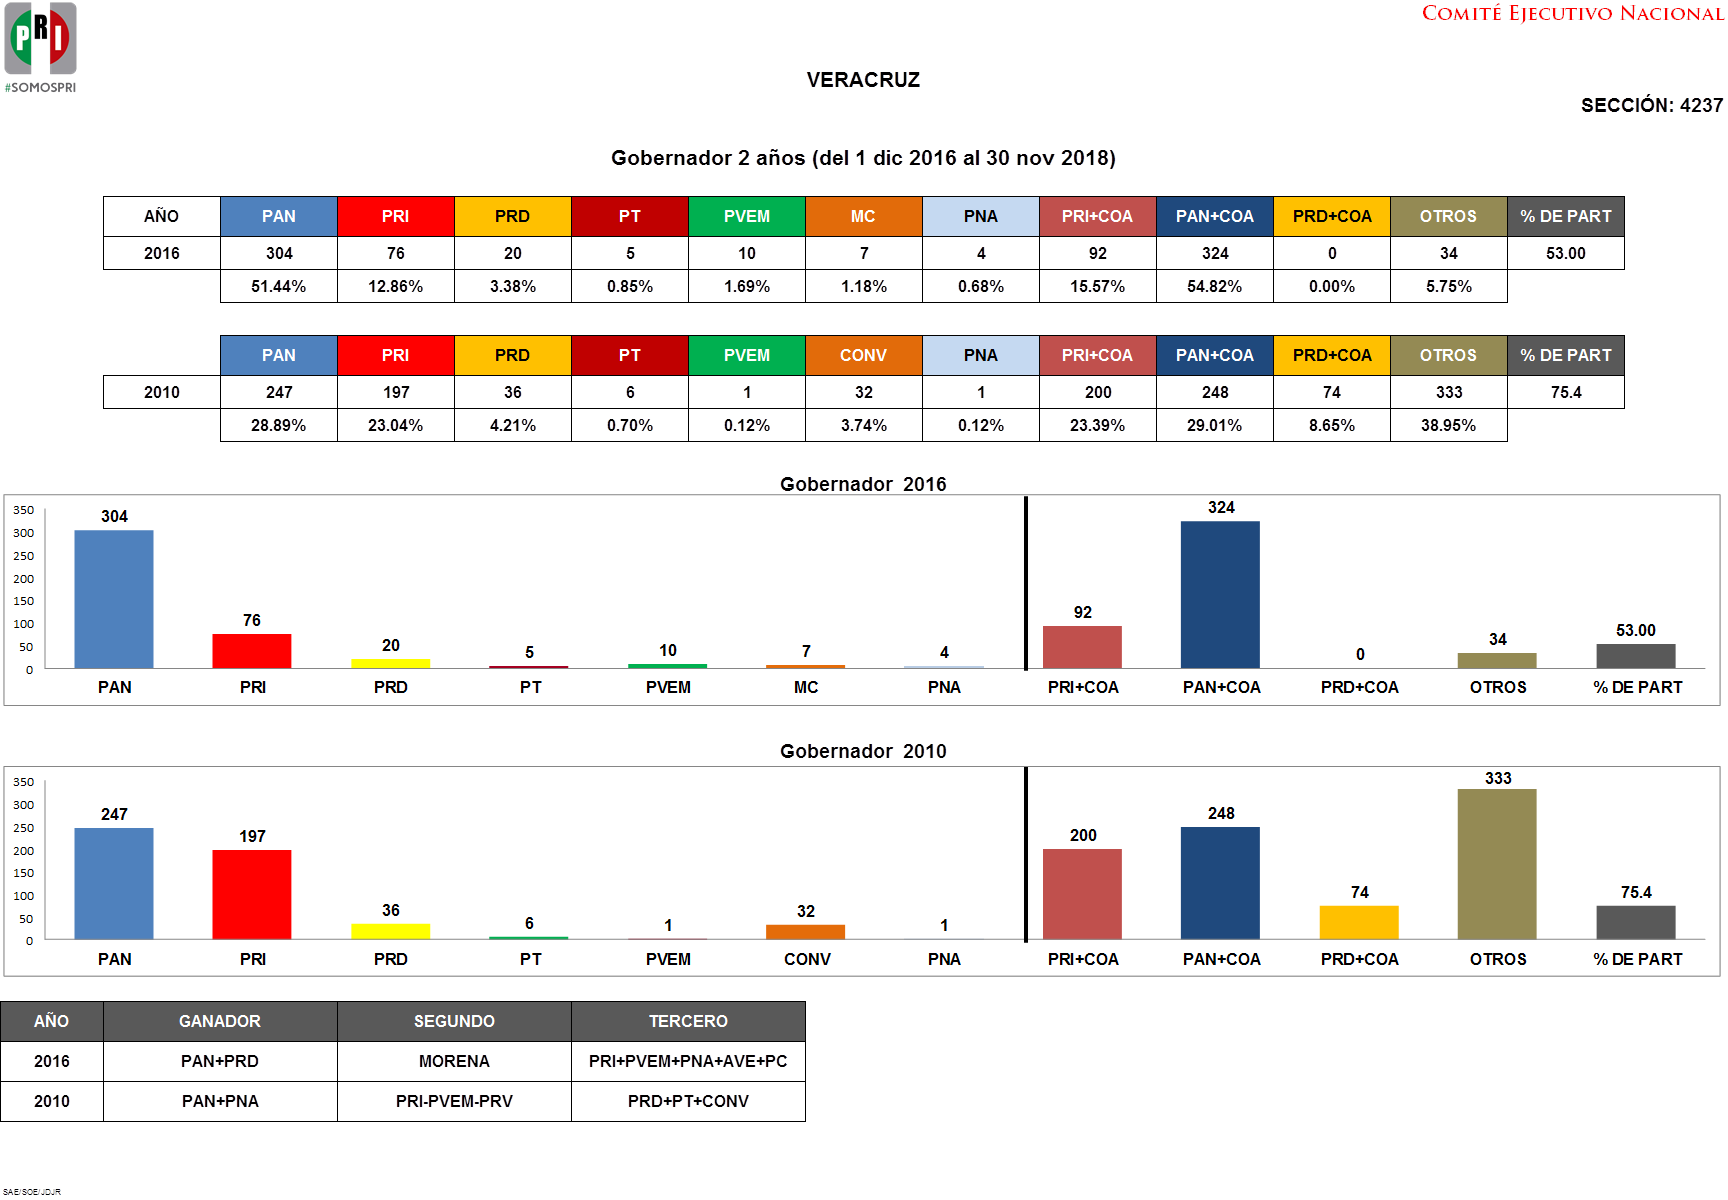 COMITÉ EJECUTIVO NACIONAL
PRI
#SOMOSPRI
VERACRUZ
SECCIÓN: 4237
Gobernador 2 años (del 1 dic 2016 al 30 nov 2018)
AÑO PAN PRI PRD PT PVEM MC PNA PRI+COA PAN+COA PRD+COA OTROS % DE PART
2016 304 76 20 5 10 7 4 92 324 0 34 53.00
51.44% 12.86% 3.38% 0.85% 1.69% 1.18% 0.68% 15.57% 54.82% 0.00% 5.75%
PAN PRI PRD PT PVEM CONV PNA PRI+COA PAN+COA PRD+COA OTROS % DE PART
2010 247 197 36 6 1 32 1 200 248 74 333 75.4
28.89% 23.04% 4.21% 0.70% 0.12% 3.74% 0.12% 23.39% 29.01% 8.65% 38.95%
Gobernador 2016
350
300
250
200
150
100
50
0
304 76 20 5 10 7 4 92 324 0 34 53.00
PAN PRI PRD PT PVEM MC PNA PRI+COA PAN+COA PRD+COA OTROS % DE PART
Gobernador 2010
350
300
250
200
150
100
50
0
247 197 36 6 1 32 1 200 248 74 333 75.4
PAN PRI PRD PT PVEM CONV PNA PRI+COA PAN+COA PRD+COA OTROS % DE PART
AÑO GANADOR SEGUNDO TERCERO
2016 PAN+PRD MORENA PRI+PVEM+PNA+AVE+PC
2010 PAN+PNA PRI-PVEM-PRV PRD+PT+CONV
SAE/SOE/JDJR